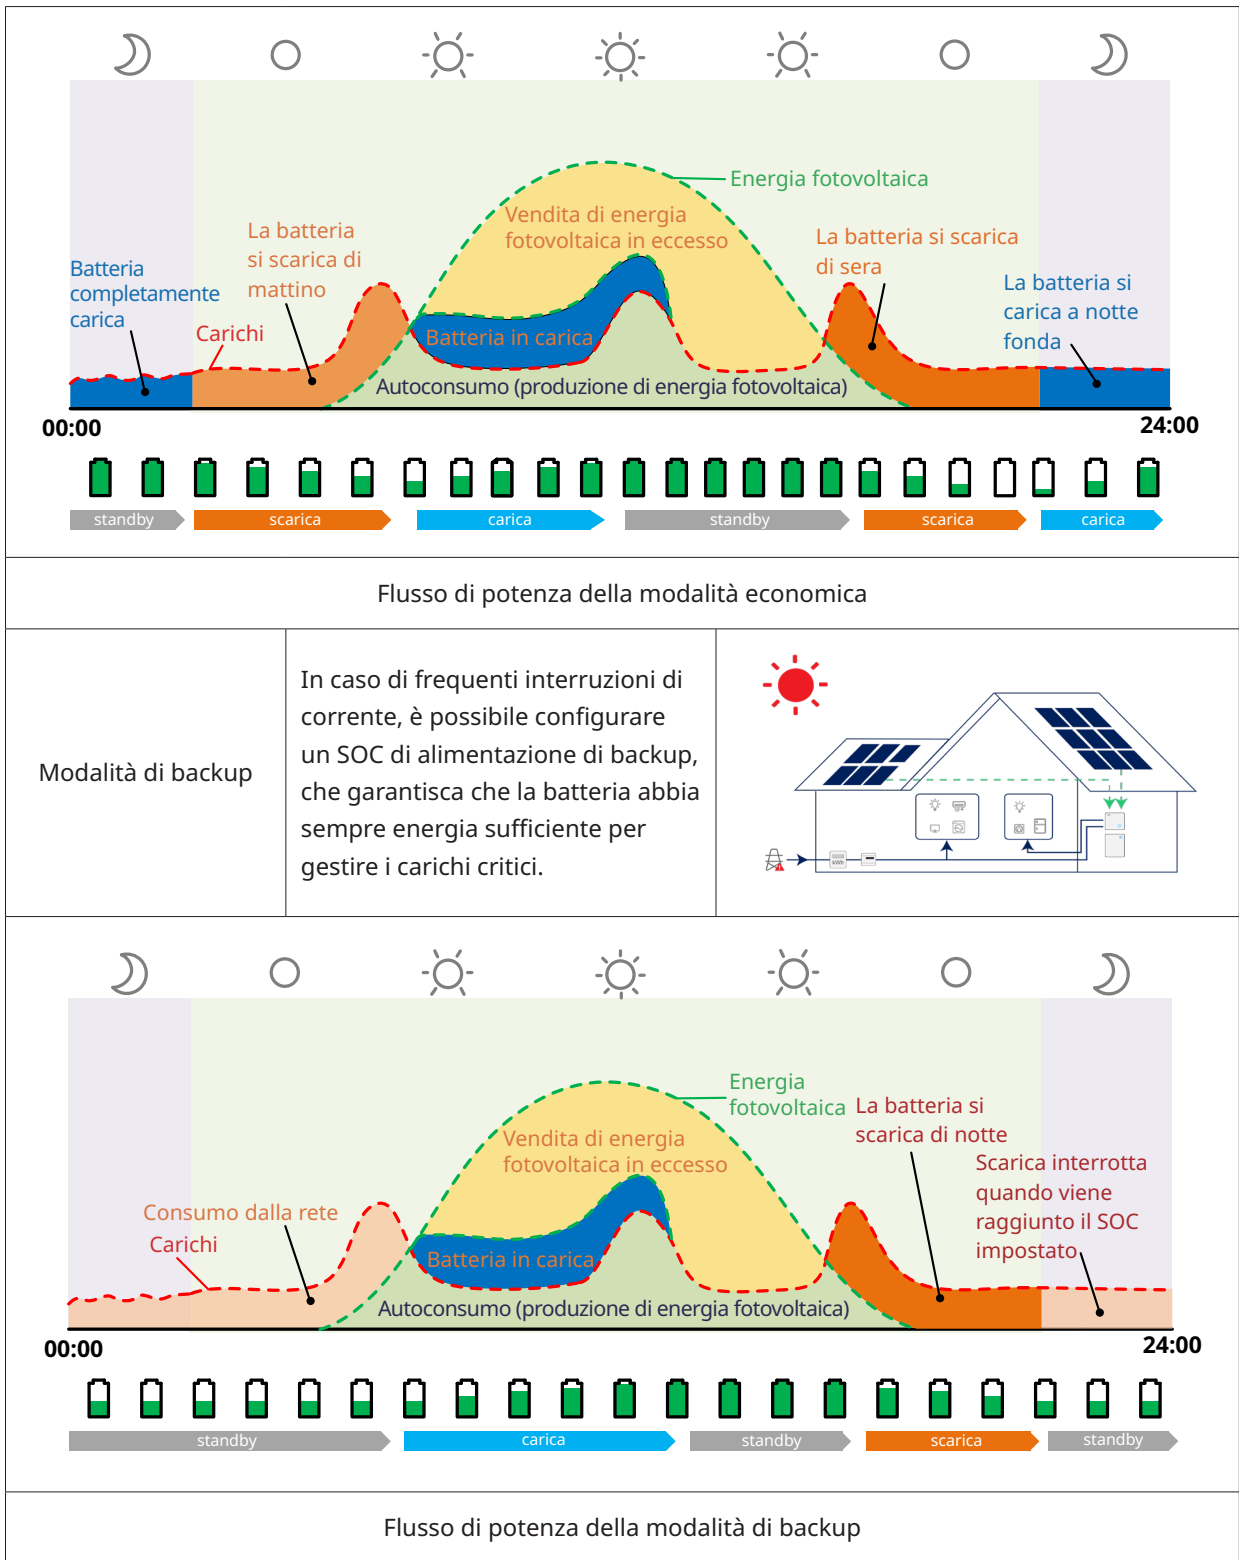 Energia fotovoltaica
Vendita di energia
fotovoltaica in eccesso
La batteria
si scarica di
mattino
La batteria si scarica
di sera
Batteria
completamente
carica
La batteria si
carica a notte
fonda
Carichi
Batteria in carica
Autoconsumo (produzione di energia fotovoltaica)
00:00
24:00
standby
scarica
carica
standby
scarica
carica
Flusso di potenza della modalità economica
Modalità di backup
In caso di frequenti interruzioni di
corrente, è possibile configurare
un SOC di alimentazione di backup,
che garantisca che la batteria abbia
sempre energia sufficiente per
gestire i carichi critici.
kWh
Energia
fotovoltaica
La batteria si
scarica di notte
Vendita di energia
fotovoltaica in eccesso
Scarica interrotta
quando viene
raggiunto il SOC
impostato
Consumo dalla rete
Carichi
Batteria in carica
Autoconsumo (produzione di energia fotovoltaica)
00:00
24:00
standby
carica
standby
scarica
standby
Flusso di potenza della modalità di backup